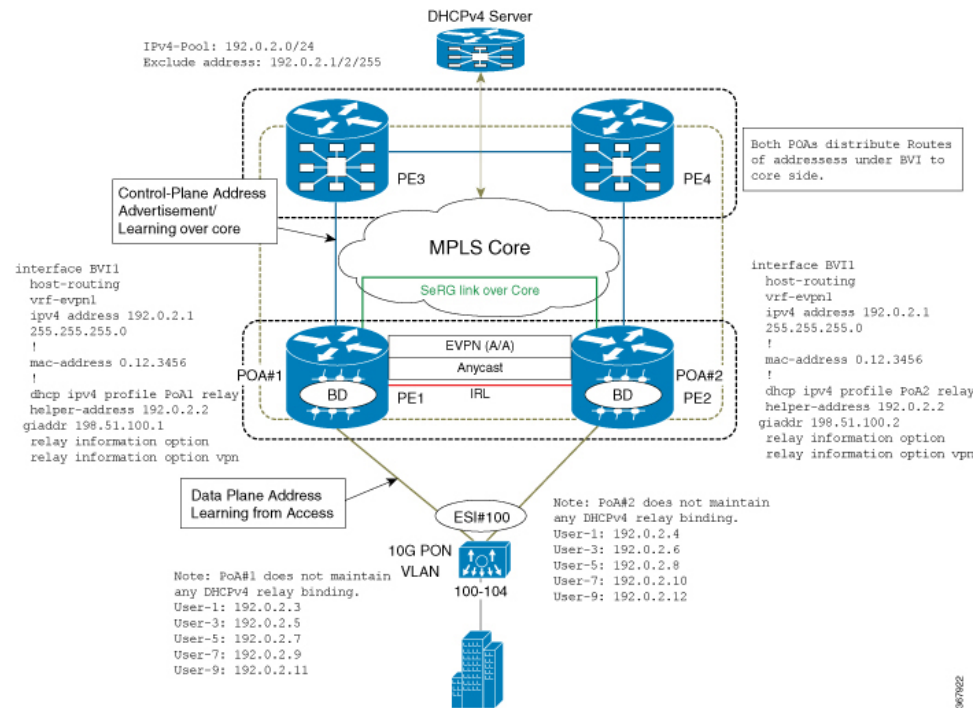 DHCPv4 Server
IPv4-Pool: 192.0.2.0/24
Exclude address: 192.0.2.1/2/255
PE3
PE4
Both POAs distribute Routes
of addressess under BVI to
core side.
Control-Plane Address
Advertisement/
Learning over core
MPLS Core
SeRG link over Core
interface BVI1
host-routing
vrf-evpn1
ipv4 address 192.0.2.1
255.255.255.0
!
mac-address 0.12.3456
!
dhcp ipv4 profile PoA1 relay
helper-address 192.0.2.2
giaddr 198.51.100.1
relay information option
relay information option vpn
EVPN (A/A)
Anycast
IRL
POA#1
BD
PE1
POA#2
BD
PE2
interface BVI1
host-routing
vrf-evpn1
ipv4 address 192.0.2.1
255.255.255.0
!
mac-address 0.12.3456
!
dhcp ipv4 profile PoA2 relay
helper-address 192.0.2.2
giaddr 198.51.100.2
relay information option
relay information option vpn
Data Plane Address
Learning from Access
ESI#100
10G PON
VLAN
100-104
Note: PoA#1 does not maintain
any DHCPv4 relay binding.
User-1: 192.0.2.3
User-3: 192.0.2.5
User-5: 192.0.2.7
User-7: 192.0.2.9
User-9: 192.0.2.11
Note: PoA#2 does not maintain
any DHCPv4 relay binding.
User-1: 192.0.2.4
User-3: 192.0.2.6
User-5: 192.0.2.8
User-7: 192.0.2.10
User-9: 192.0.2.12
367922